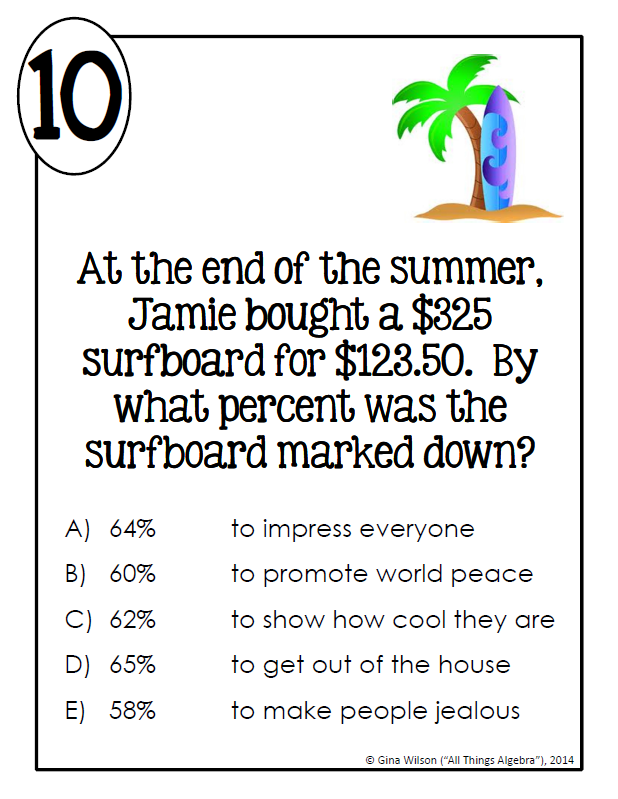 10
At the end of the summer,
Jamie bought a $325
surfboard for $123.50. By
what percent was the
surfboard marked down?
A) 64% to impress everyone
B) 60% to promote world peace
C) 62% to show how cool they are
D) 65% to get out of the house
E) 58% to make people jealous
© Gina Wilson ("All Things Algebra"), 2014